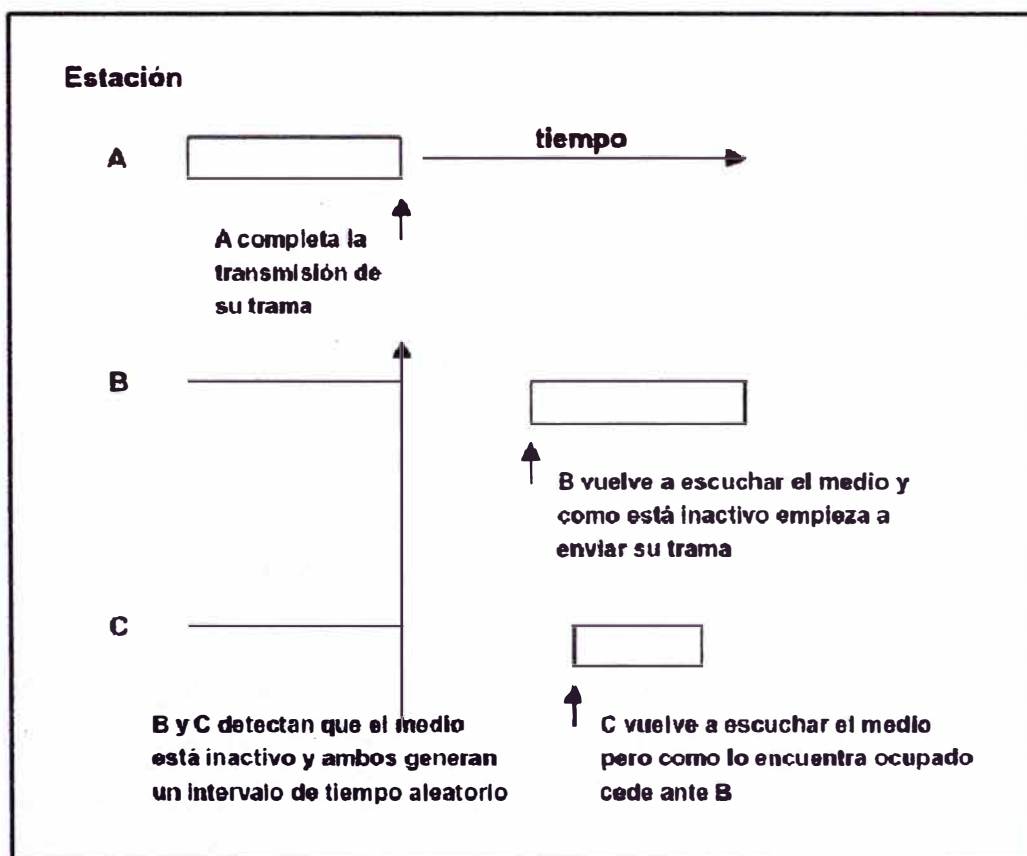 Estación
A
tiempo
A completa la
transmisión de
su trama
B
B vuelve a escuchar el medio y
como está inactivo empieza a
enviar su trama
C
B y C detectan que el medio
está inactivo y ambos generan
un intervalo de tiempo aleatorio
C vuelve a escuchar el medio
pero como lo encuentra ocupado
cede ante B